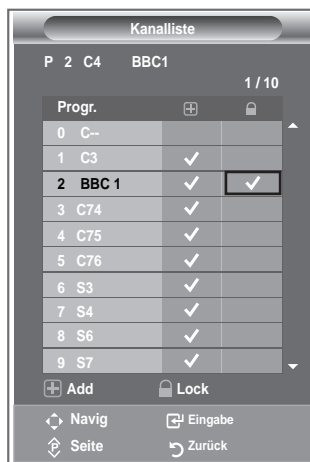 Kanalliste
P 2 C4 BBC1
1 / 10
Progr.
0 C--
1 C3
2 BBC 1
3 C74
4 C75
5 C76
6 S3
7 S4
8 S6
9 S7
Add Lock
Navig Eingabe
P Seite Zurück